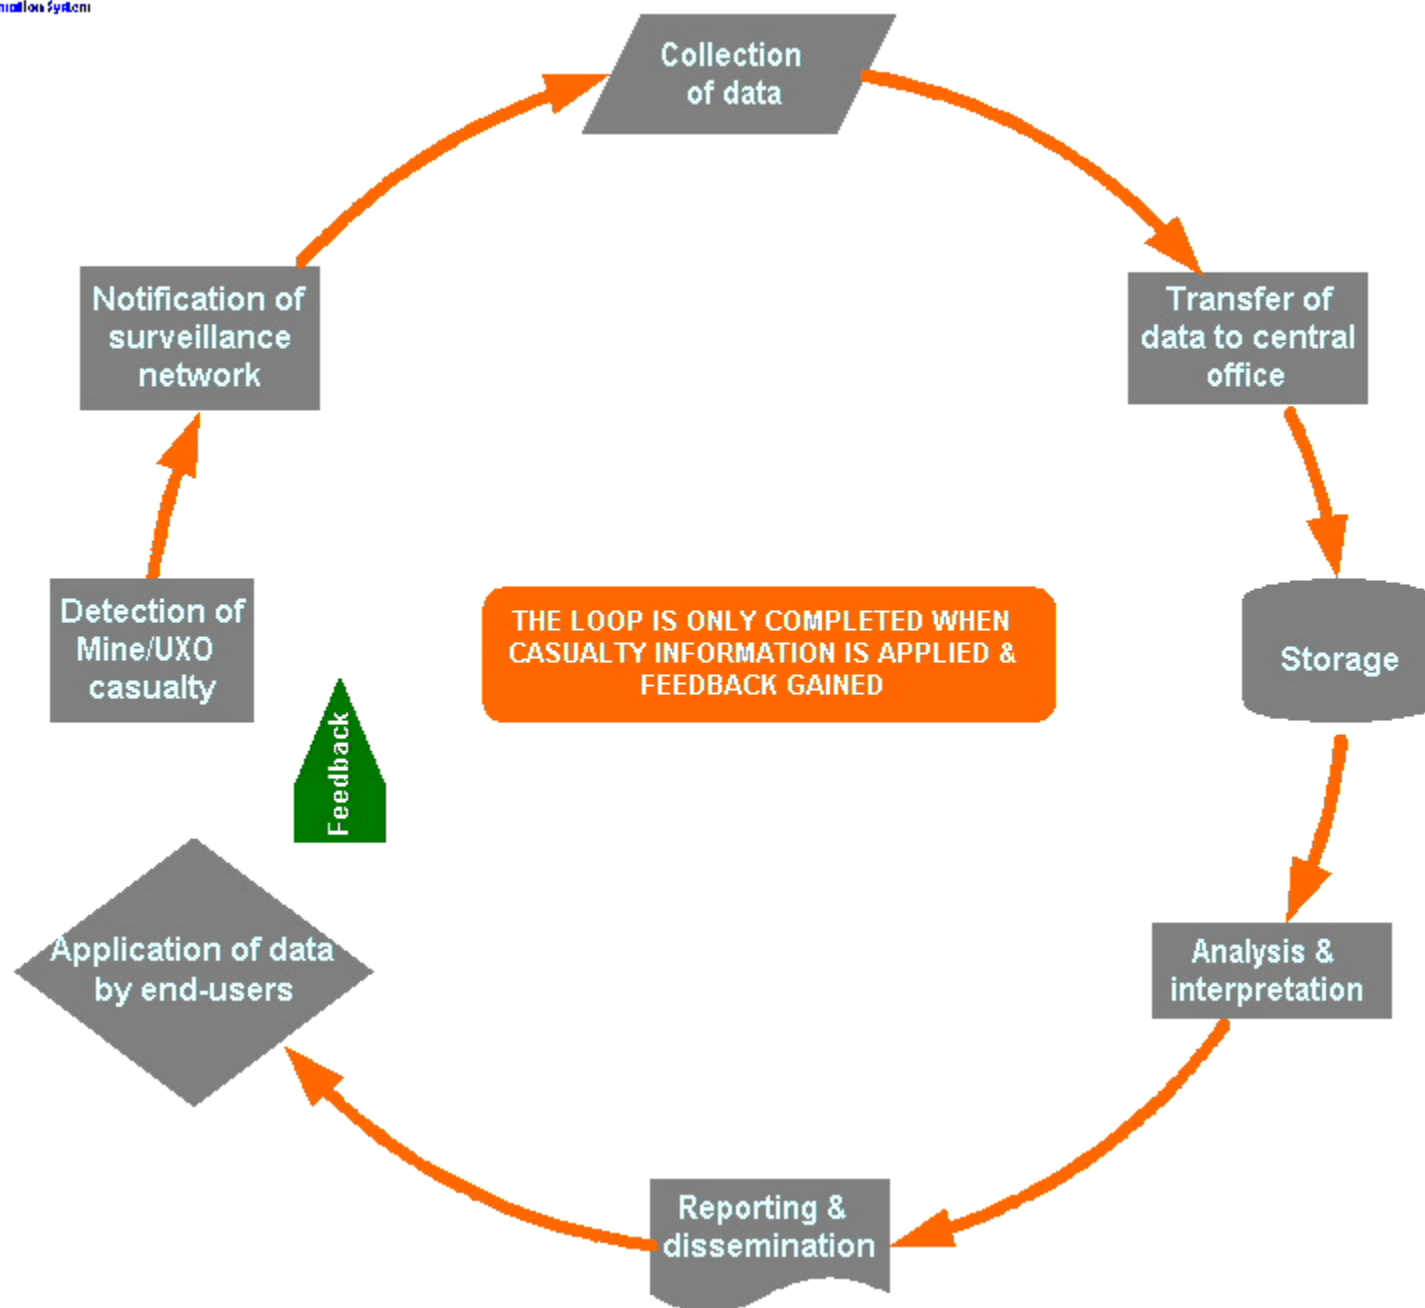 System
Collection
of data
Notification of
surveillance
network
Transfer of
data to central
office
Detection of
Mine/UXO
casualty
THE LOOP IS ONLY COMPLETED WHEN
CASUALTY INFORMATION IS APPLIED &
FEEDBACK GAINED
Storage
Feedback
Application of data
by end-users
Analysis &
interpretation
Reporting &
dissemination